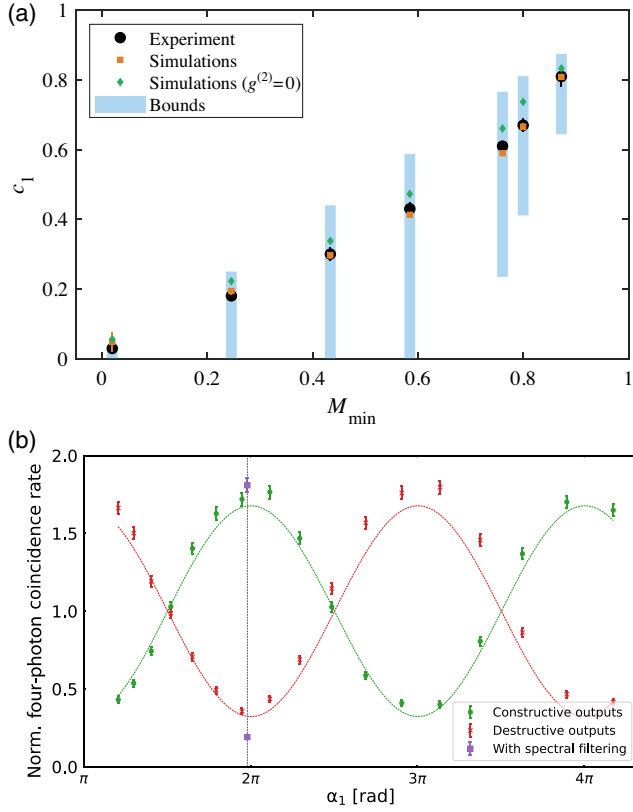 (a)
1
0.8
0.6
0.4
0.2
0
c₁
Experiment
Simulations
Simulations (g⁽²⁾=0)
Bounds
0 0.2 0.4 0.6 0.8 1
M_min
(b)
2.0
1.5
1.0
0.5
0.0
Norm. four-photon coincidence rate
Constructive outputs
Destructive outputs
With spectral filtering
π 2π 3π 4π
α₁ [rad]